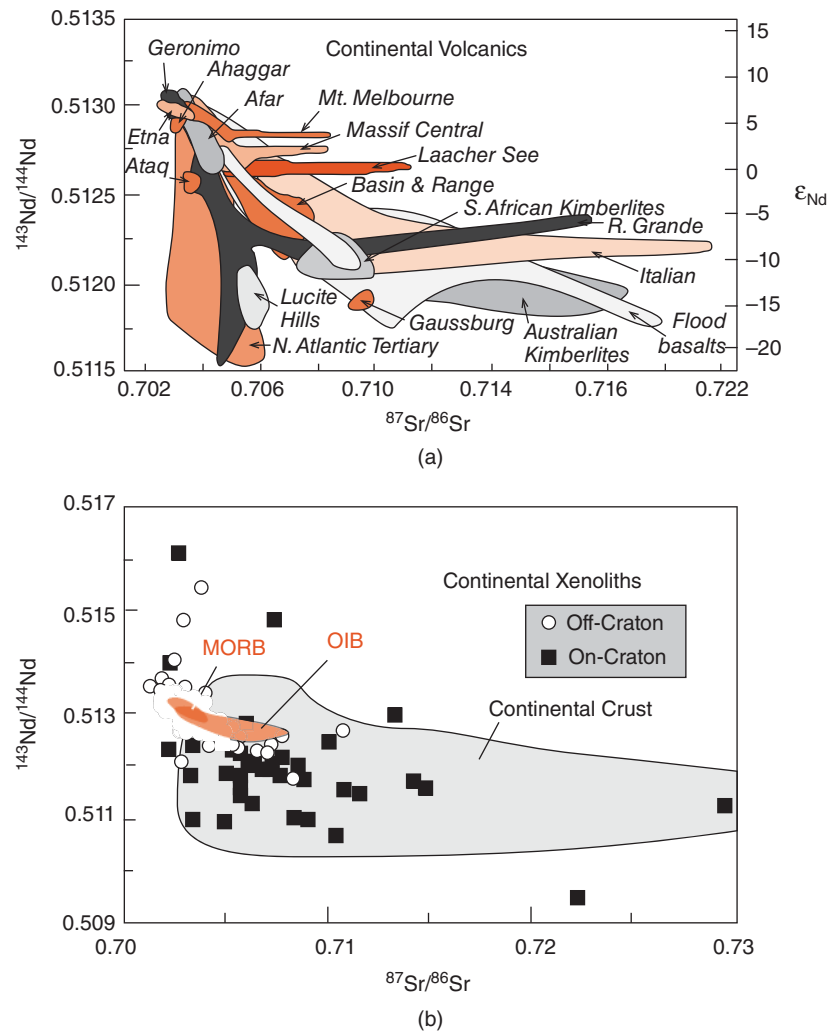 0.5135
Continental Volcanics
15
Geronimo
Ahaggar
Afar
Mt. Melbourne
10
0.5130
Etna
Massif Central
5
Ataq
Laacher See
0
0.5125
Basin & Range
S. African Kimberlites
R. Grande
−5
¹⁴³Nd/¹⁴⁴Nd
εNd
Italian
−10
0.5120
Lucite
Hills
Gaussburg
Australian
Kimberlites
Flood
basalts
−15
N. Atlantic Tertiary
−20
0.5115
0.702 0.706 0.710 0.714 0.716 0.722
⁸⁷Sr/⁸⁶Sr
(a)
0.517
Continental Xenoliths
Off-Craton
On-Craton
0.515
MORB
OIB
¹⁴³Nd/¹⁴⁴Nd
0.513
Continental Crust
0.511
0.509
0.70 0.71 0.72 0.73
⁸⁷Sr/⁸⁶Sr
(b)